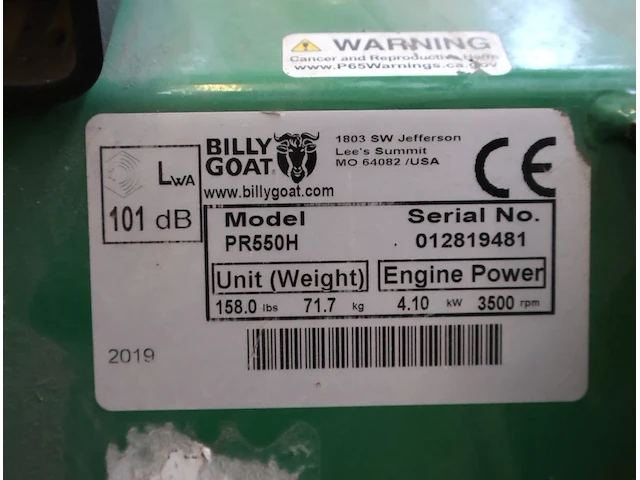 WARNING
Cancer and Reproductive Harm
www.P65Warnings.ca.gov
LWA
101 dB
BILLY GOAT
www.billygoat.com
1803 SW Jefferson
Lee's Summit
MO 64082 /USA
CE
Model Serial No.
PR550H 012819481
Unit (Weight) Engine Power
158.0 lbs 71.7 kg 4.10 kW 3500 rpm
2019